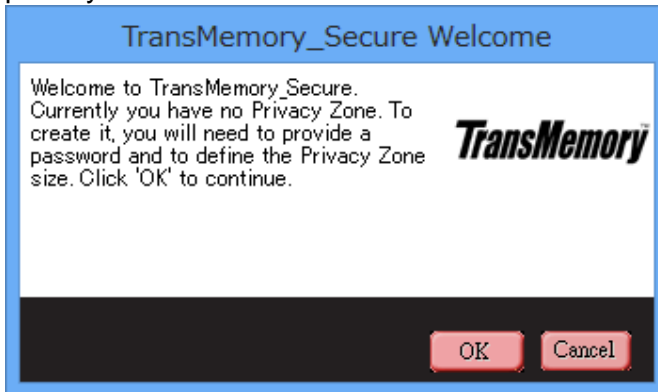 TransMemory_Secure Welcome
Welcome to TransMemory_Secure.
Currently you have no Privacy Zone. To
create it, you will need to provide a
password and to define the Privacy Zone
size. Click 'OK' to continue.
TransMemory™
OK
Cancel